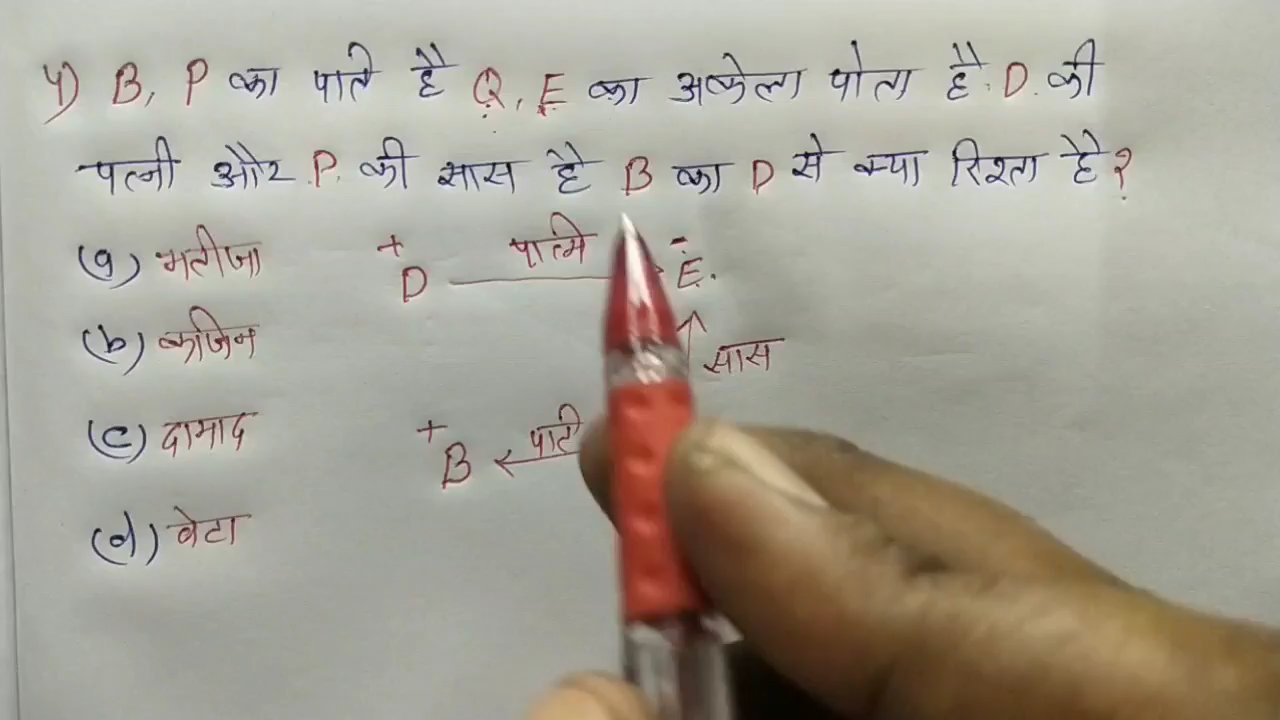 4) B, P का पति है Q, E का अकेला पोता है. D. की
पत्नी और P. की सास है B का D से क्या रिश्ता है?
(a) भतीजा
(b) कजिन
(c) दामाद
(d) बेटा
+ पत्नि -
D E.
सास
+ पति
B